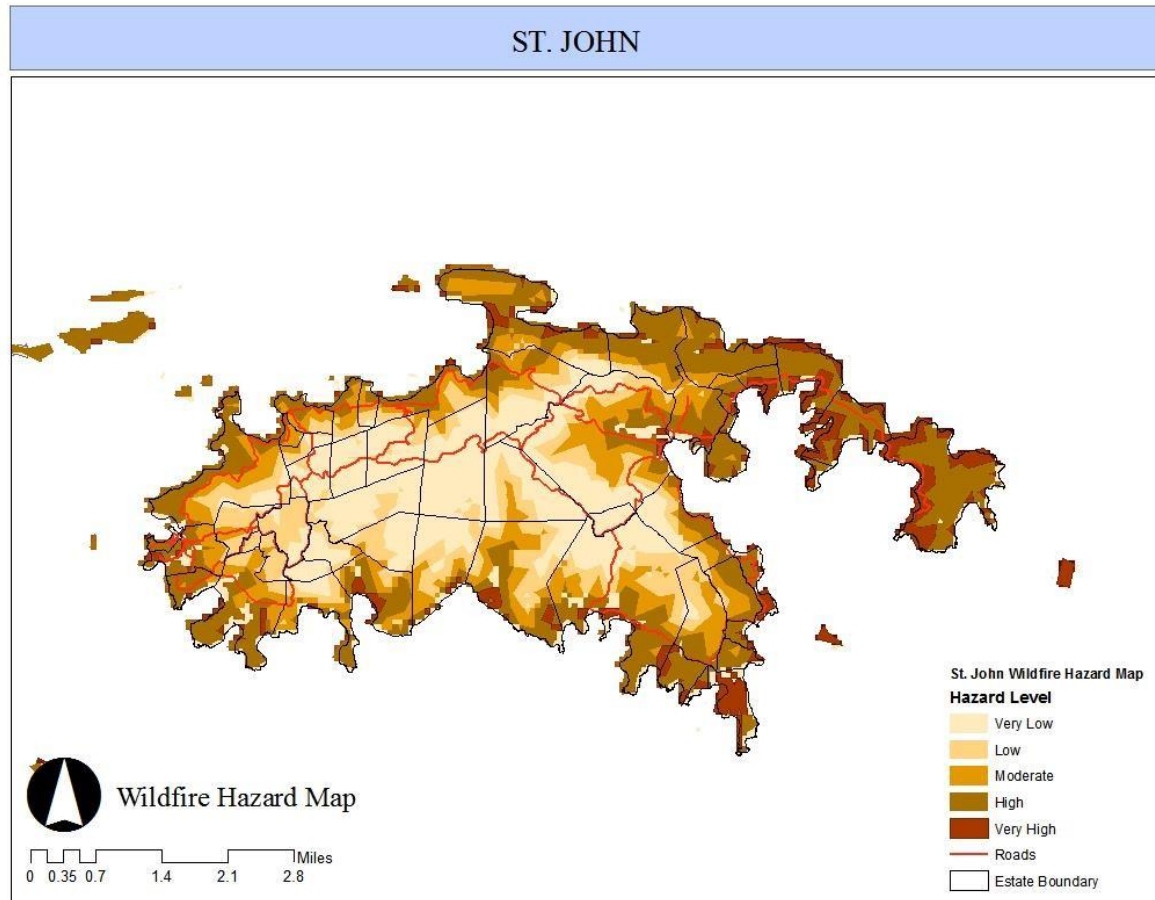 ST. JOHN
St. John Wildfire Hazard Map
Hazard Level
Very Low
Low
Moderate
High
Very High
Roads
Estate Boundary
Wildfire Hazard Map
Miles
0 0.35 0.7 1.4 2.1 2.8